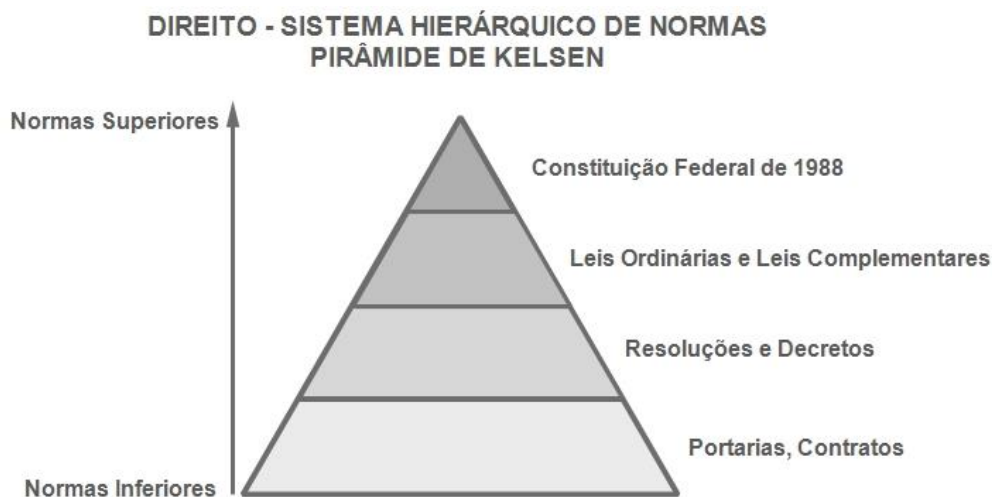 DIREITO - SISTEMA HIERÁRQUICO DE NORMAS
PIRÂMIDE DE KELSEN
Normas Superiores
Constituição Federal de 1988
Leis Ordinárias e Leis Complementares
Resoluções e Decretos
Portarias, Contratos
Normas Inferiores